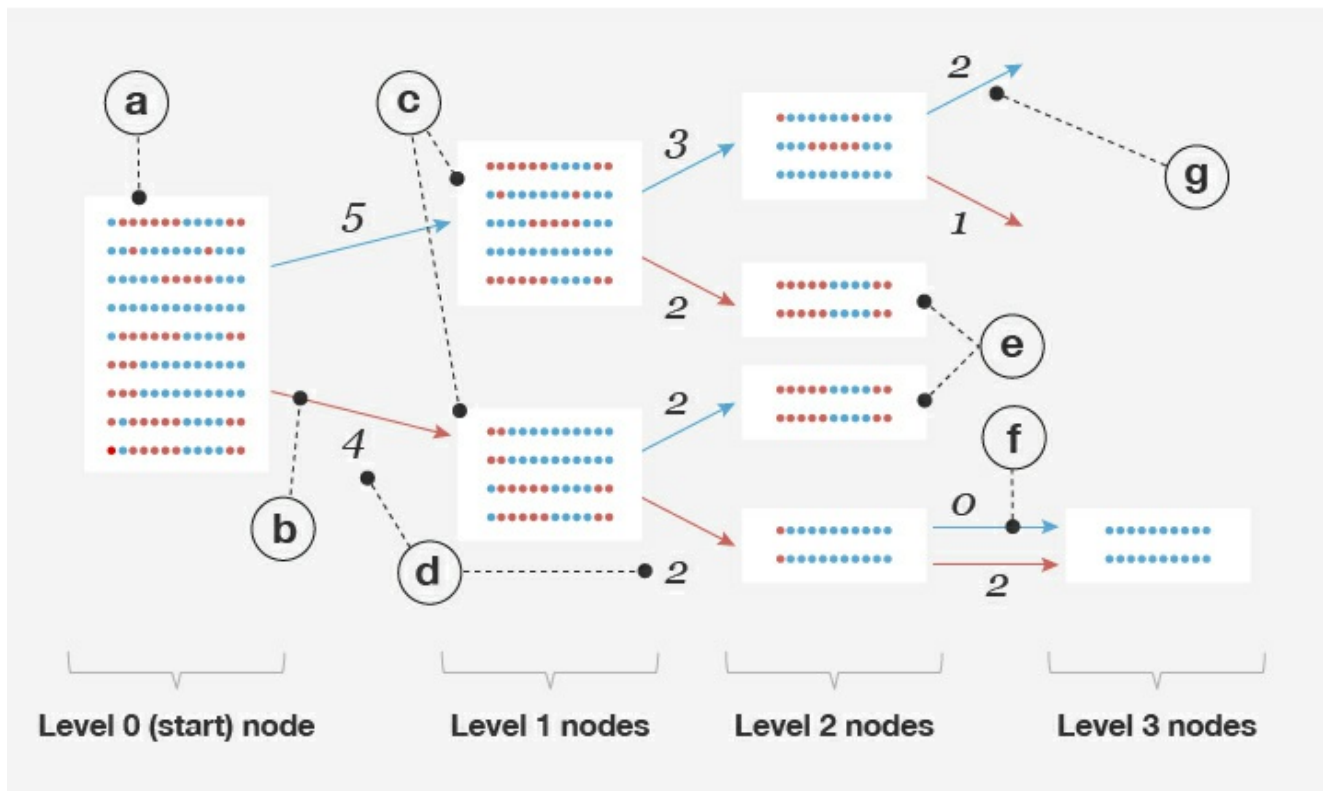 a
c
2
g
3
5
1
2
e
2
f
4
0
b
d
2
2
Level 0 (start) node
Level 1 nodes
Level 2 nodes
Level 3 nodes